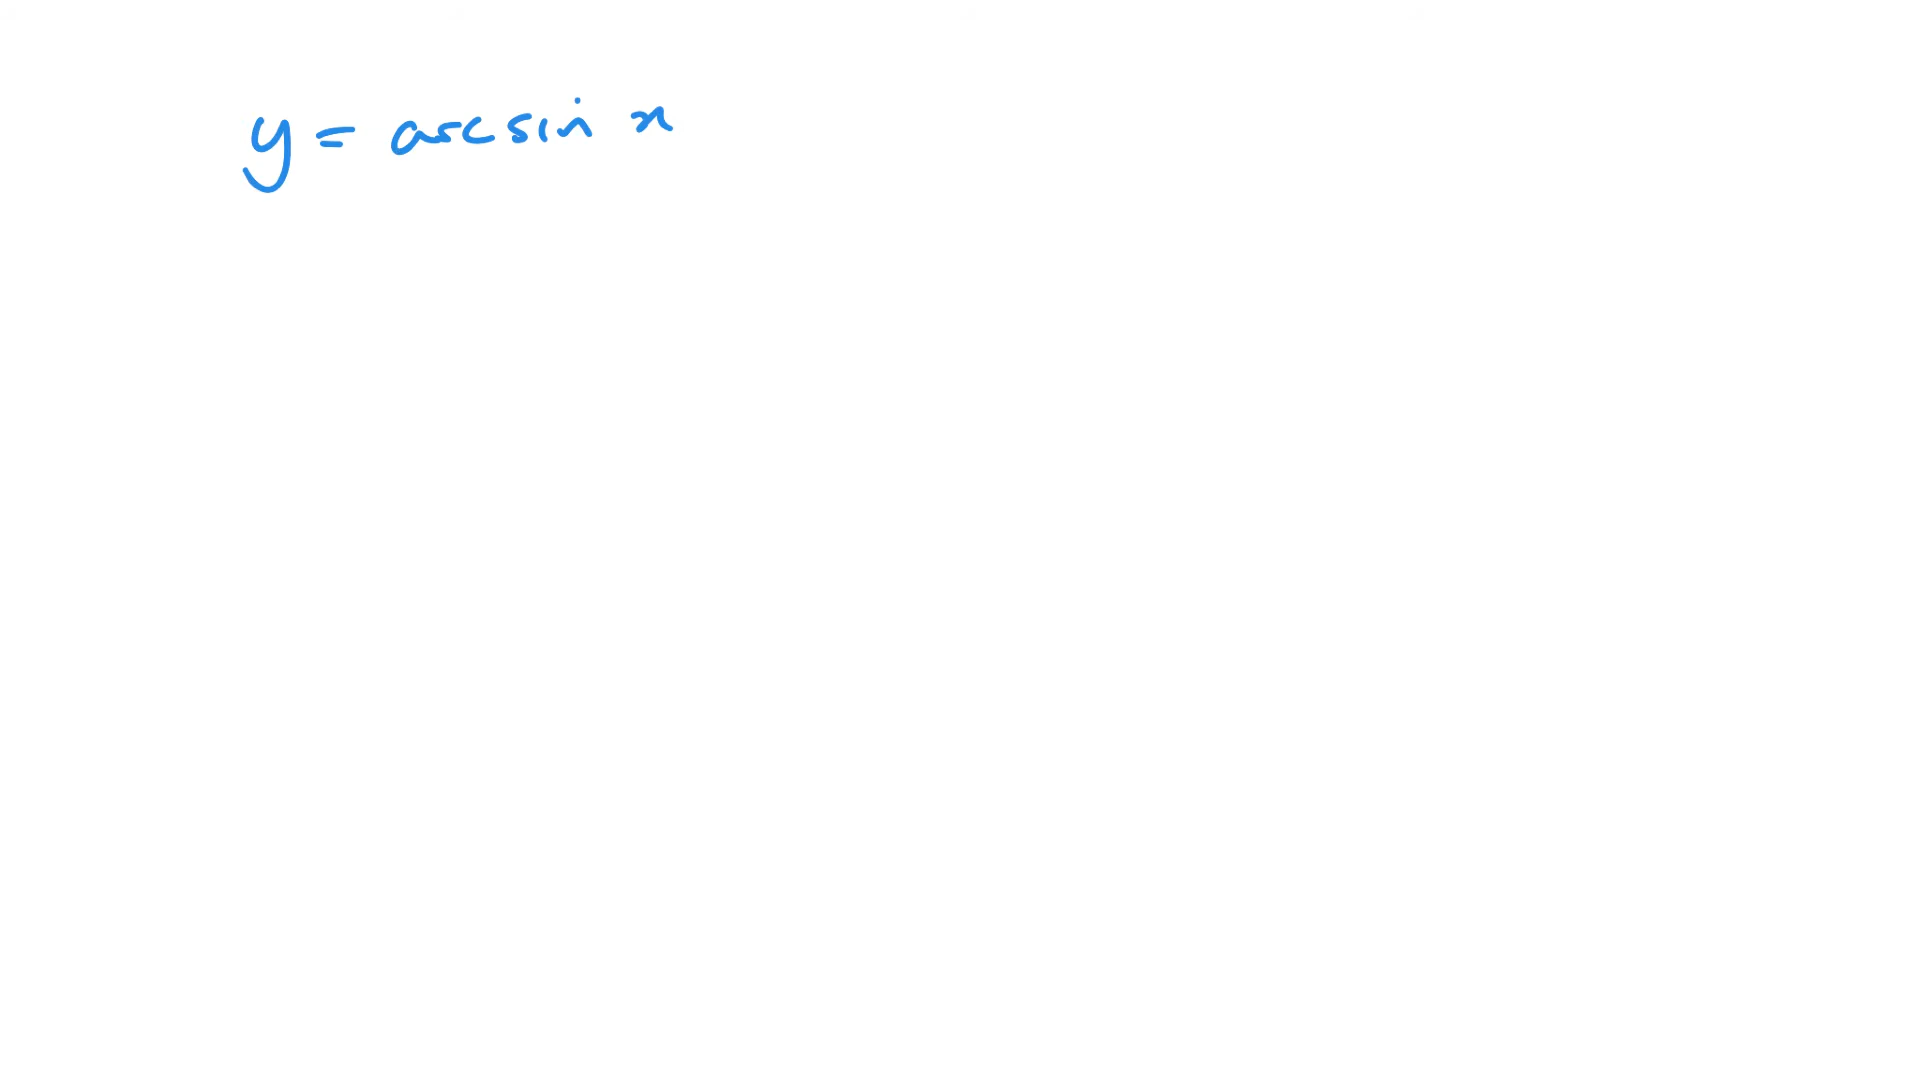 y = arcsin x